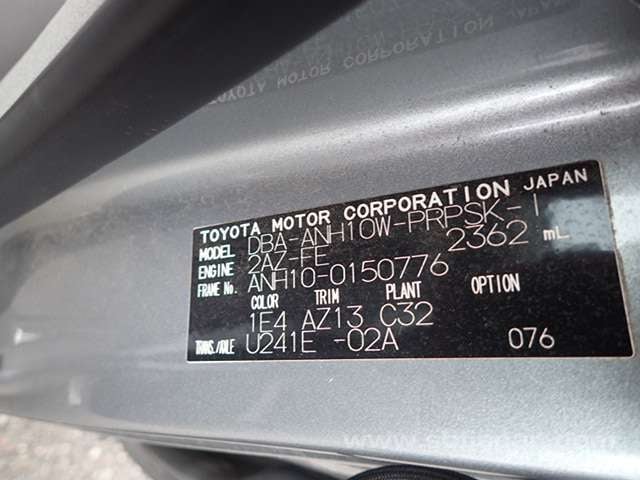 TOYOTA MOTOR CORPORATION JAPAN
MODEL DBA-ANH10W-PRPSK-I
ENGINE 2AZ-FE 2362 mL
FRAME No. ANH10-0150776
COLOR TRIM PLANT OPTION
1E4 AZ13 C32
TRANS./AXLE U241E -02A 076